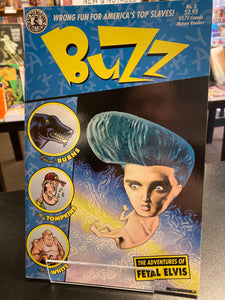 WRONG FUN FOR AMERICA'S TOP SLAVES!
No. 3
$2.95
$3.75 Canada
Mature Readers
BUZZ
BURNS
TOMPKINS
WHITE
THE ADVENTURES OF
FETAL ELVIS